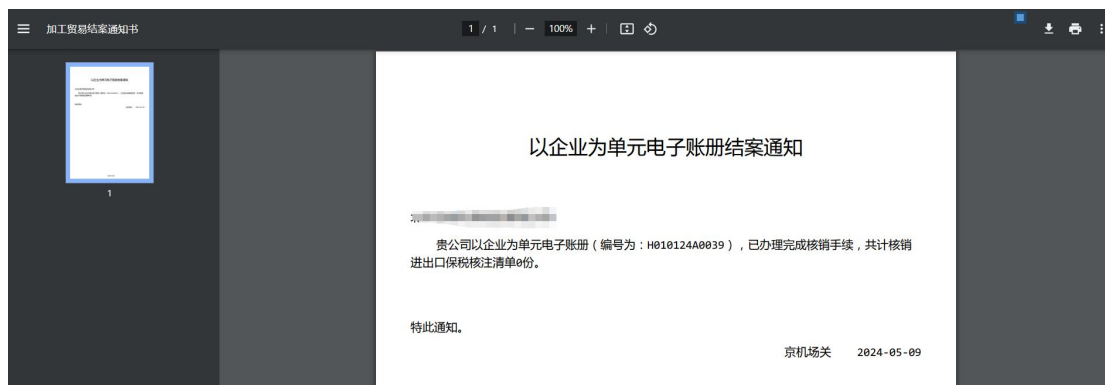 加工贸易结案通知书
1 / 1
100%
1
以企业为单元电子账册结案通知
贵公司以企业为单元电子账册（编号为：H010124A0039），已办理完成核销手续，共计核销
进出口保税核注清单0份。
特此通知。
京机场关 2024-05-09